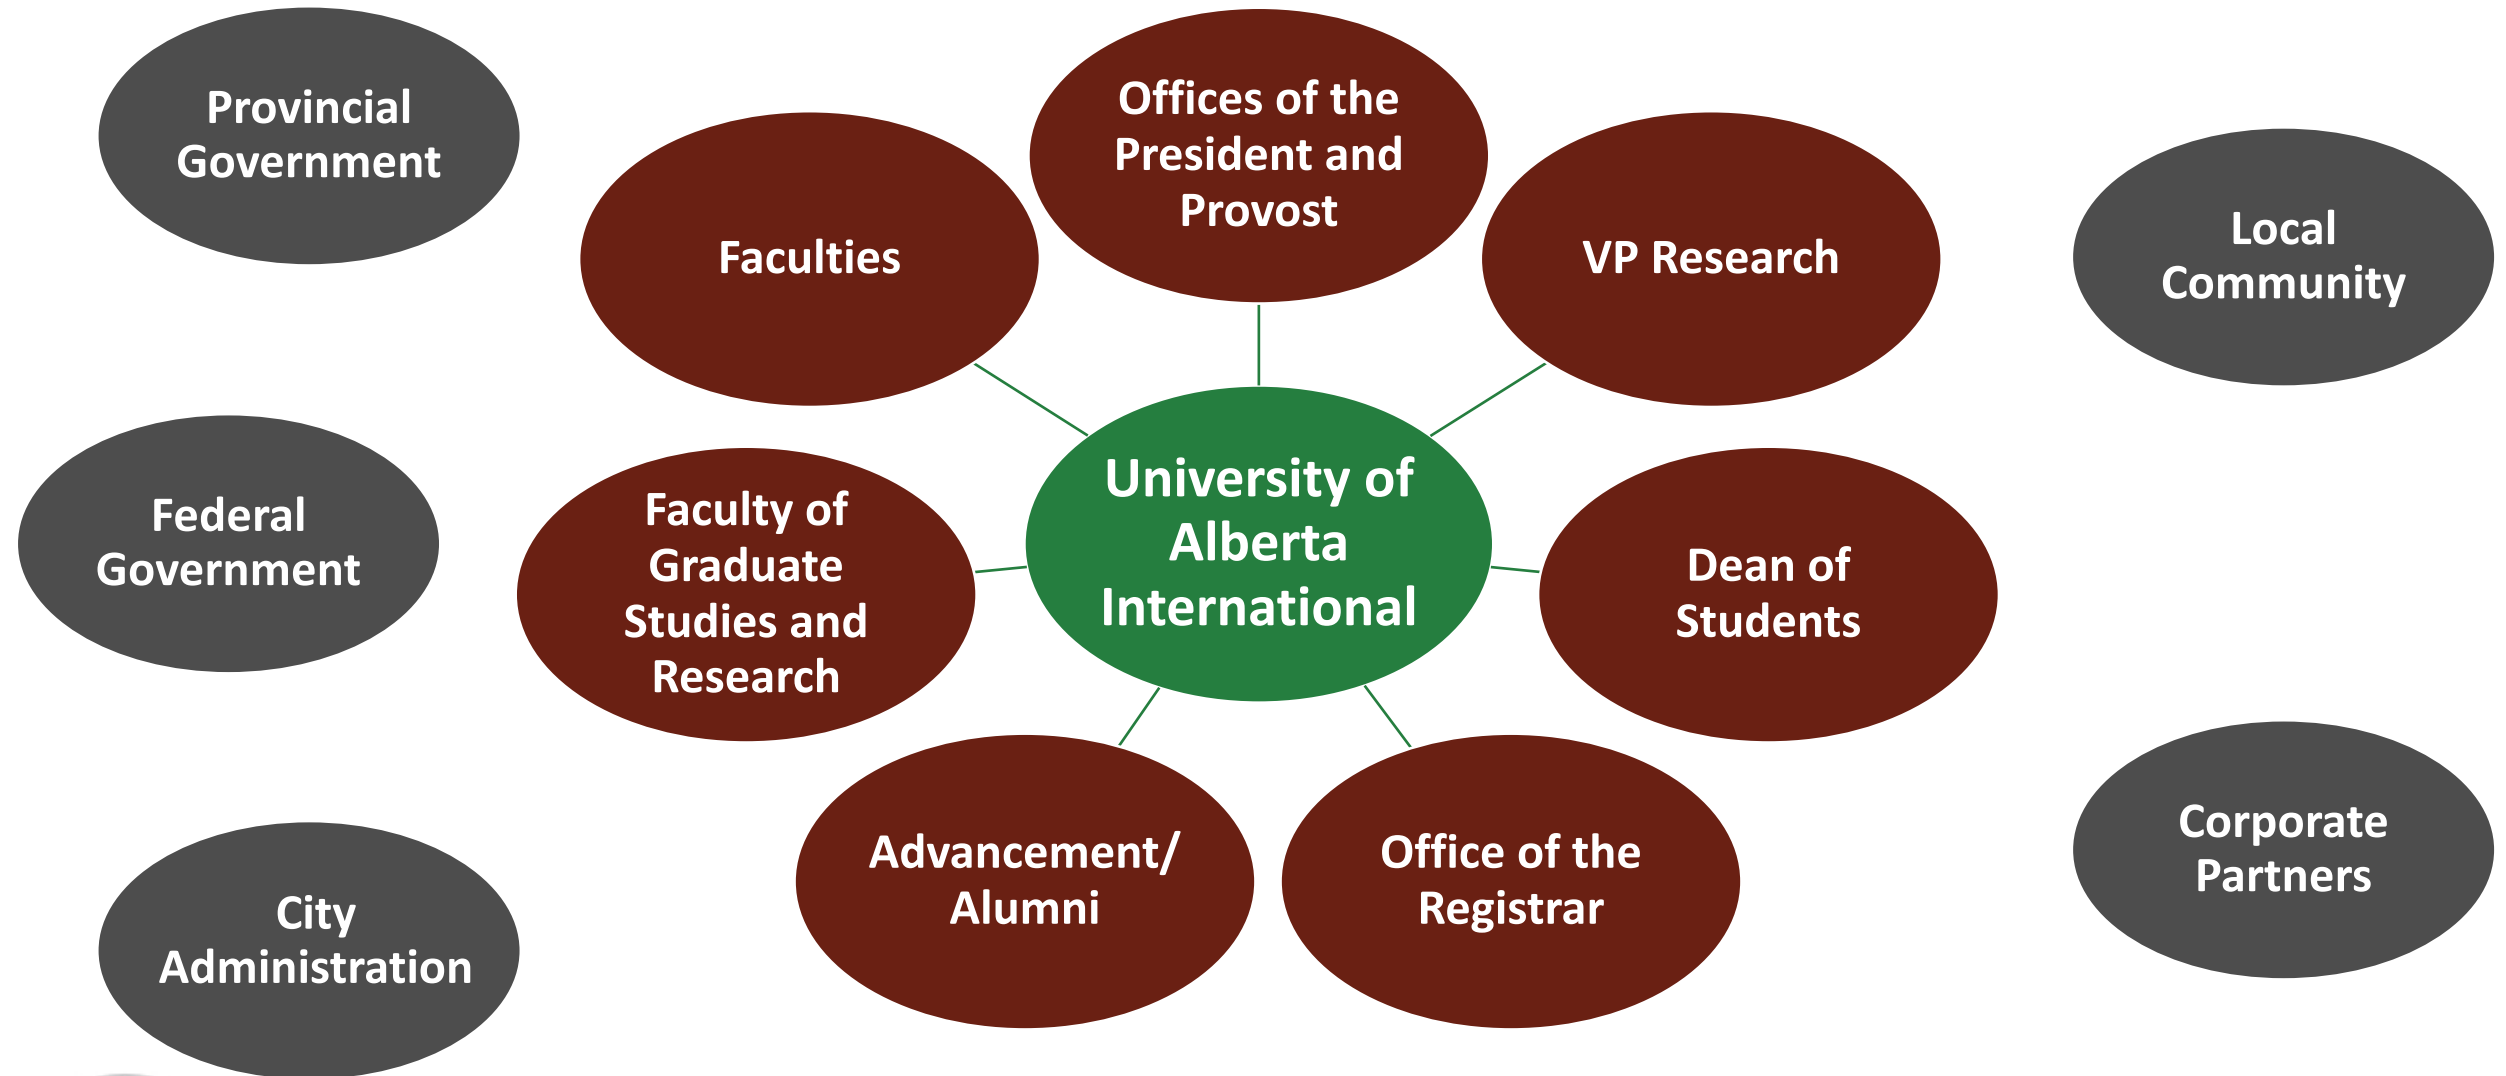 Provincial
Government
Offices of the
President and
Provost
Faculties
VP Research
Local
Community
Federal
Government
Faculty of
Graduate
Studies and
Research
University of
Alberta
International
Dean of
Students
City
Administration
Advancement/
Alumni
Office of the
Registrar
Corporate
Partners